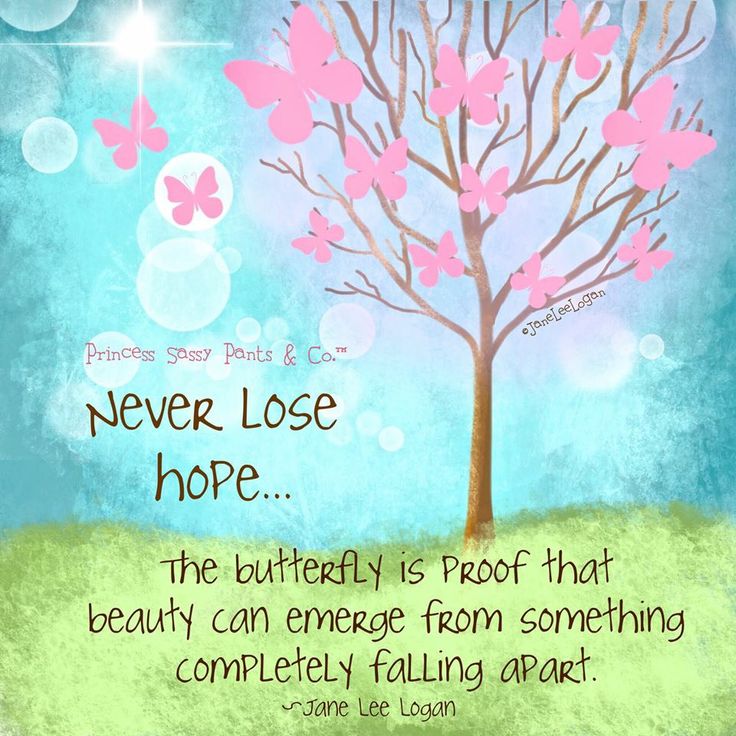 ©JaneLeeLogan
Princess Sassy Pants & Co.™
Never Lose
hope...
The butterfly is proof that
beauty can emerge from something
completely falling apart.
~Jane Lee Logan